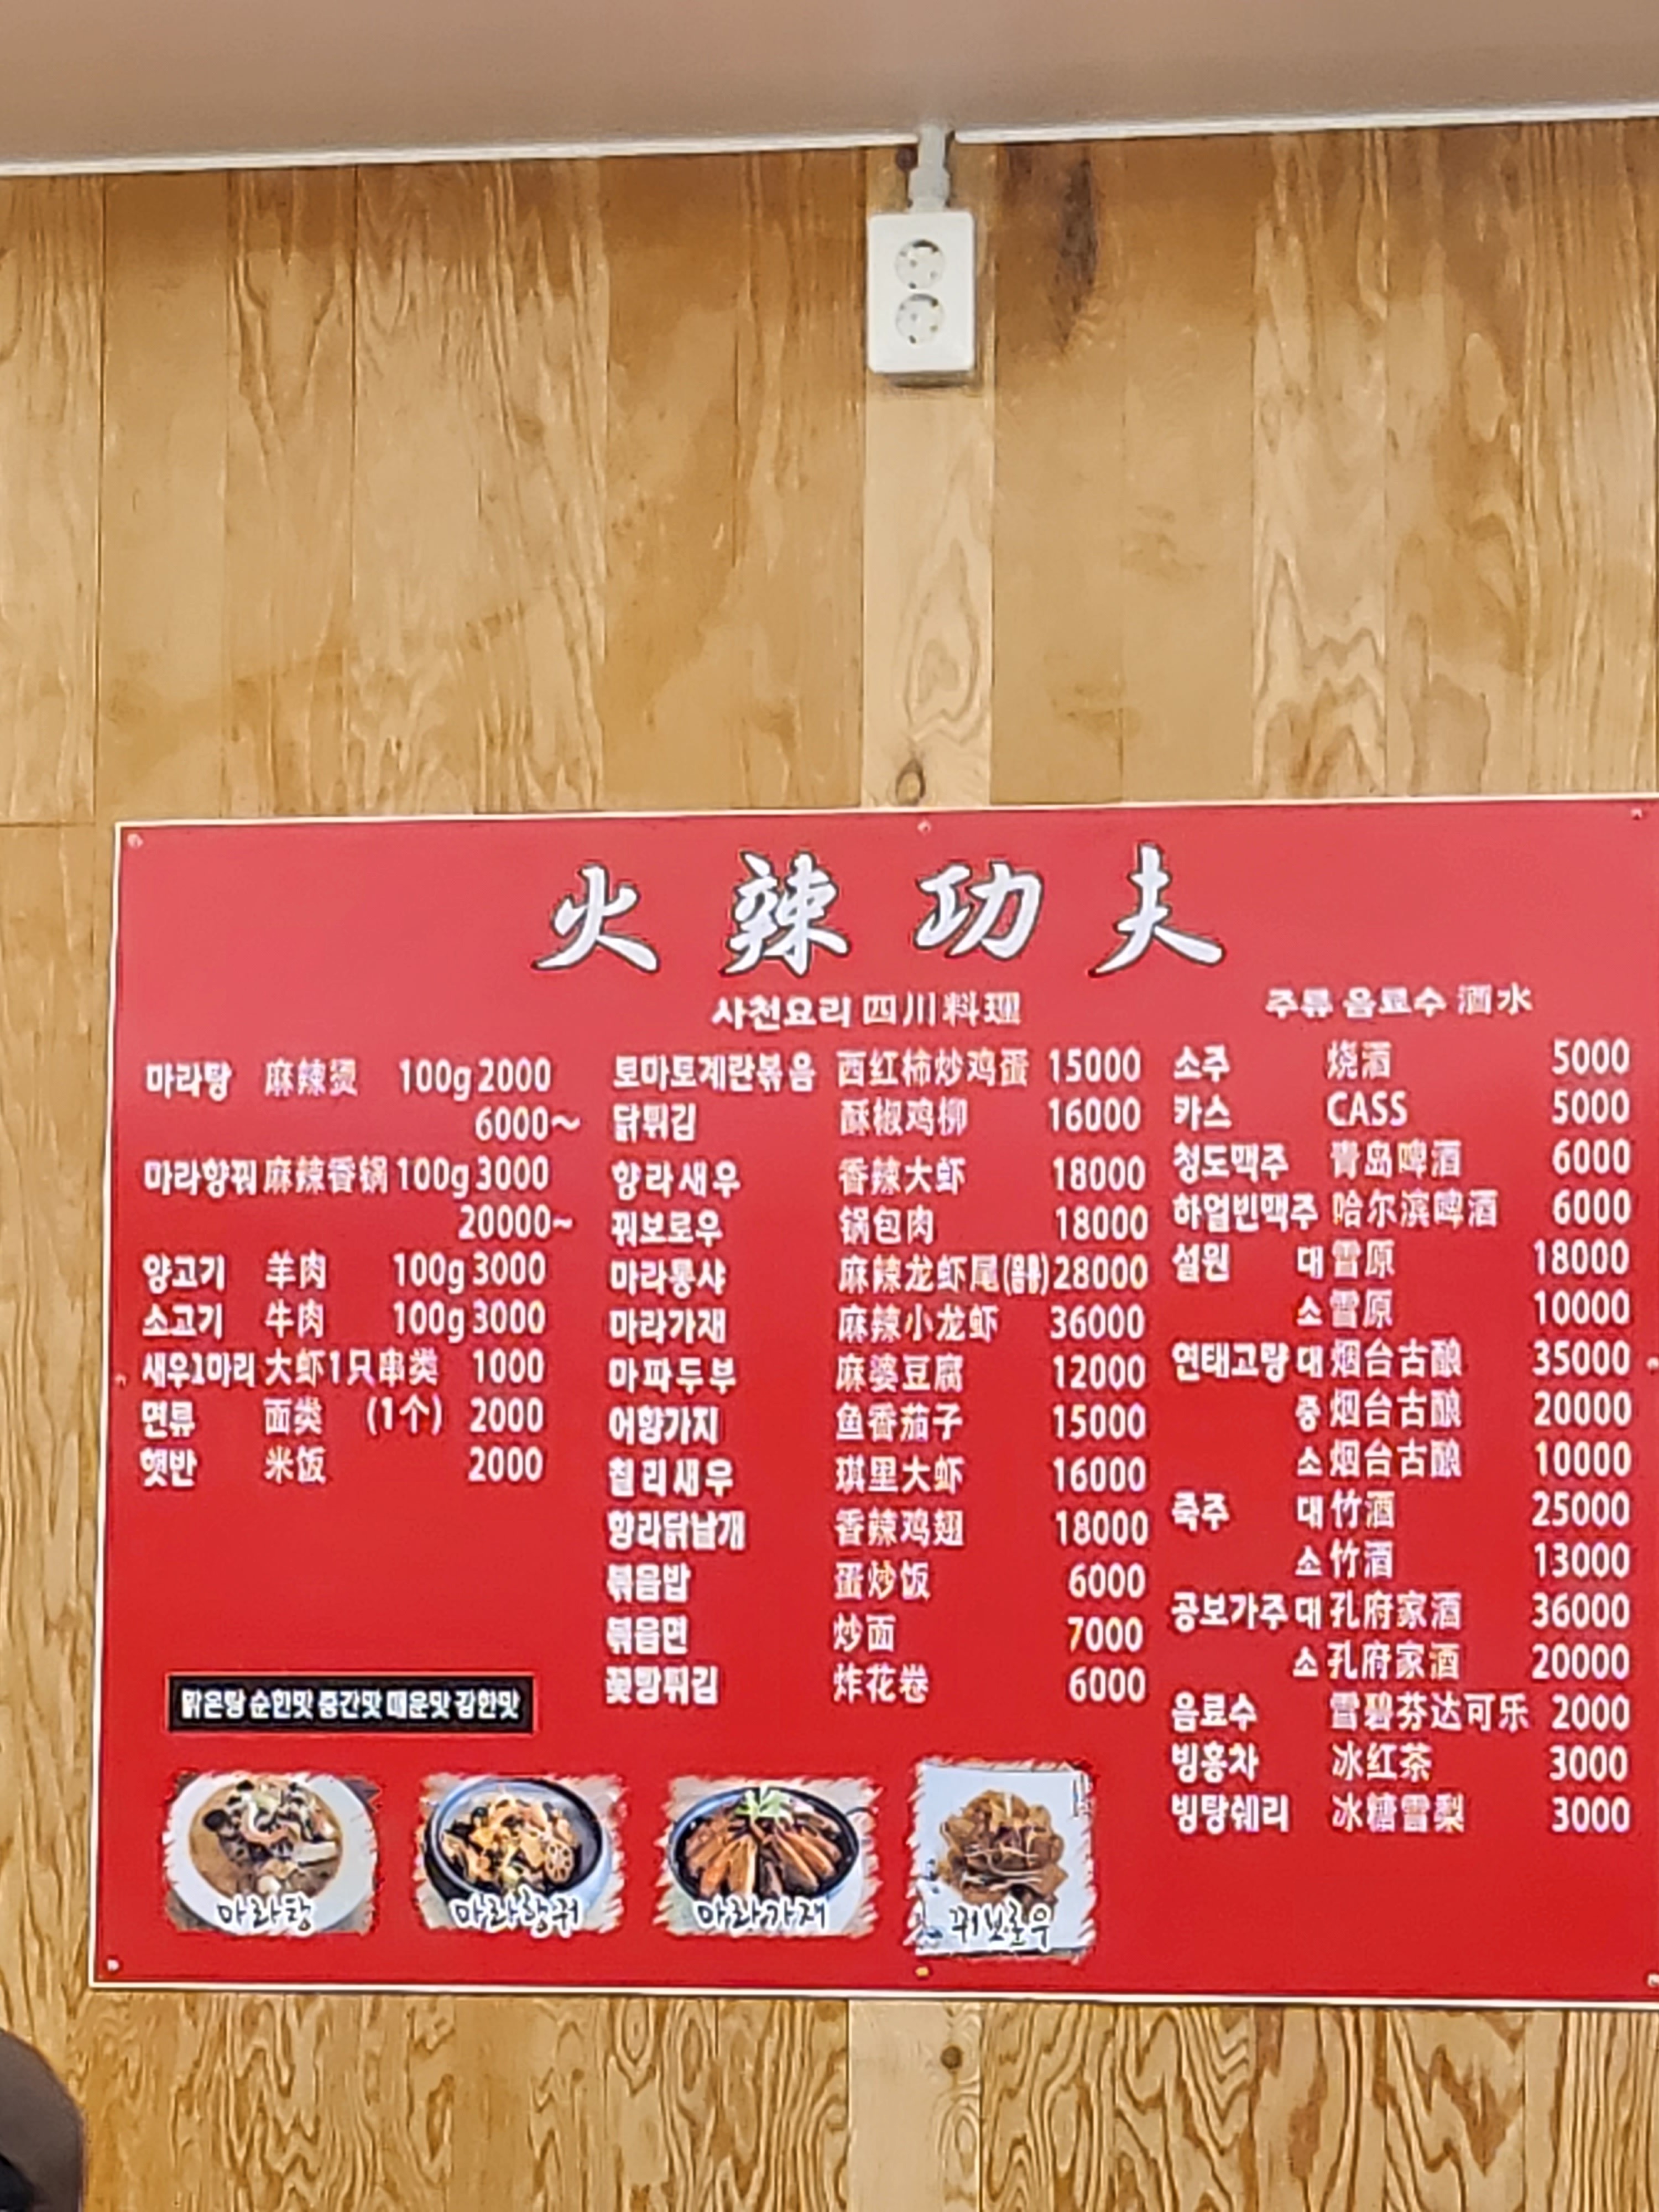 火辣功夫
사천요리 四川料理
주류 음료수 酒水
마라탕 麻辣烫 100g 2000
6000~
마라향궈 麻辣香锅 100g 3000
20000~
양고기 羊肉 100g 3000
소고기 牛肉 100g 3000
새우1마리 大虾1只串类 1000
면류 面类 (1个) 2000
햇반 米饭 2000
맑은탕 순한맛 중간맛 매운맛 강한맛
토마토계란볶음 西红柿炒鸡蛋 15000
닭튀김 酥椒鸡柳 16000
향라새우 香辣大虾 18000
꿔보로우 锅包肉 18000
마라롱샤 麻辣龙虾尾 28000
마라가재 麻辣小龙虾 36000
마파두부 麻婆豆腐 12000
어향가지 鱼香茄子 15000
칠리새우 琪里大虾 16000
향라닭날개 香辣鸡翅 18000
볶음밥 蛋炒饭 6000
볶음면 炒面 7000
꽃빵튀김 炸花卷 6000
소주 烧酒 5000
카스 CASS 5000
청도맥주 青岛啤酒 6000
하얼빈맥주 哈尔滨啤酒 6000
설원 대 雪原 18000
소 雪原 10000
연태고량 대 烟台古酿 35000
중 烟台古酿 20000
소 烟台古酿 10000
죽주 대 竹酒 25000
소 竹酒 13000
공보가주 대 孔府家酒 36000
소 孔府家酒 20000
음료수 雪碧芬达可乐 2000
빙홍차 冰红茶 3000
빙탕쉐리 冰糖雪梨 3000
마라탕
마라향궈
마라가재
꿔보로우